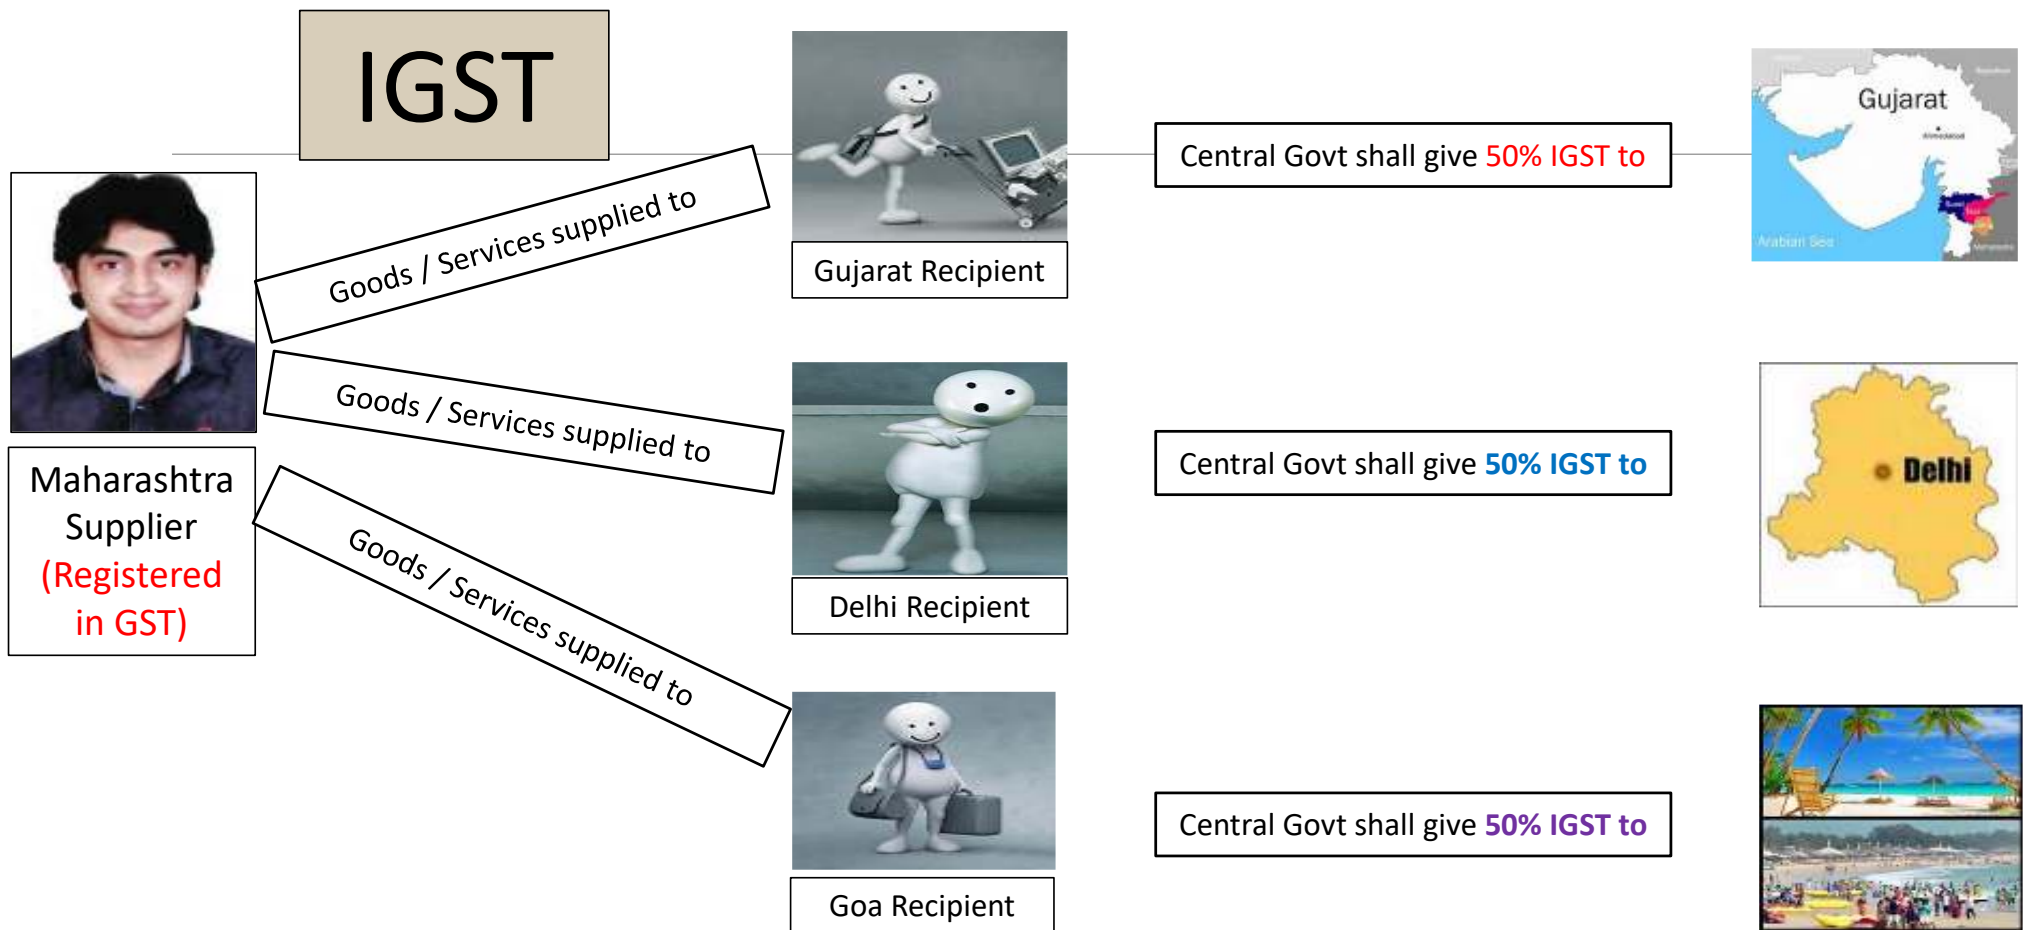 IGST
Goods / Services supplied to
Gujarat Recipient
Central Govt shall give 50% IGST to
Gujarat
Ahmedabad
Arabian Sea
Maharashtra
Supplier
(Registered
in GST)
Goods / Services supplied to
Delhi Recipient
Central Govt shall give 50% IGST to
Delhi
Goods / Services supplied to
Goa Recipient
Central Govt shall give 50% IGST to